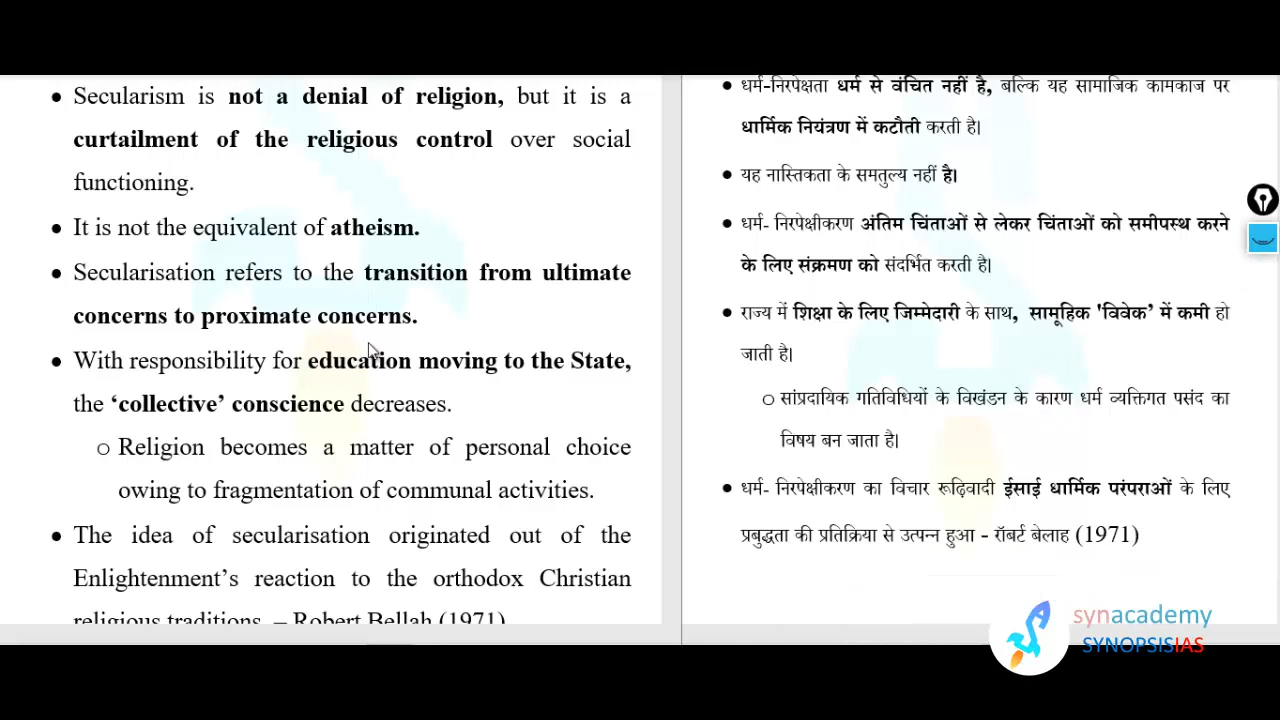 • Secularism is not a denial of religion, but it is a
curtailment of the religious control over social
functioning.
• It is not the equivalent of atheism.
• Secularisation refers to the transition from ultimate
concerns to proximate concerns.
• With responsibility for education moving to the State,
the ‘collective’ conscience decreases.
o Religion becomes a matter of personal choice
owing to fragmentation of communal activities.
• The idea of secularisation originated out of the
Enlightenment’s reaction to the orthodox Christian
religious traditions. – Robert Bellah (1971)
• धर्म-निरपेक्षता धर्म से वंचित नहीं है, बल्कि यह सामाजिक कामकाज पर
धार्मिक नियंत्रण में कटौती करती है।
• यह नास्तिकता के समतुल्य नहीं है।
• धर्म- निरपेक्षीकरण अंतिम चिंताओं से लेकर चिंताओं को समीपस्थ करने
के लिए संक्रमण को संदर्भित करती है।
• राज्य में शिक्षा के लिए जिम्मेदारी के साथ, सामूहिक 'विवेक’ में कमी हो
जाती है।
o सांप्रदायिक गतिविधियों के विखंडन के कारण धर्म व्यक्तिगत पसंद का
विषय बन जाता है।
• धर्म- निरपेक्षीकरण का विचार रूढ़िवादी ईसाई धार्मिक परंपराओं के लिए
प्रबुद्धता की प्रतिक्रिया से उत्पन्न हुआ - रॉबर्ट बेलाह (1971)
synacademy
SYNOPSISIAS